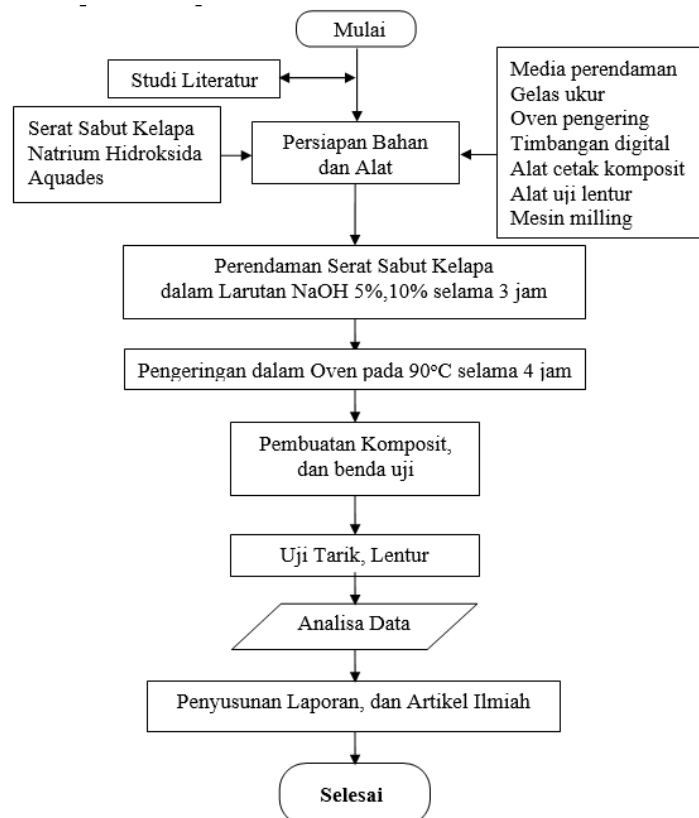 Mulai
Studi Literatur
Serat Sabut Kelapa
Natrium Hidroksida
Aquades
Persiapan Bahan
dan Alat
Media perendaman
Gelas ukur
Oven pengering
Timbangan digital
Alat cetak komposit
Alat uji lentur
Mesin milling
Perendaman Serat Sabut Kelapa
dalam Larutan NaOH 5%,10% selama 3 jam
Pengeringan dalam Oven pada 90°C selama 4 jam
Pembuatan Komposit,
dan benda uji
Uji Tarik, Lentur
Analisa Data
Penyusunan Laporan, dan Artikel Ilmiah
Selesai